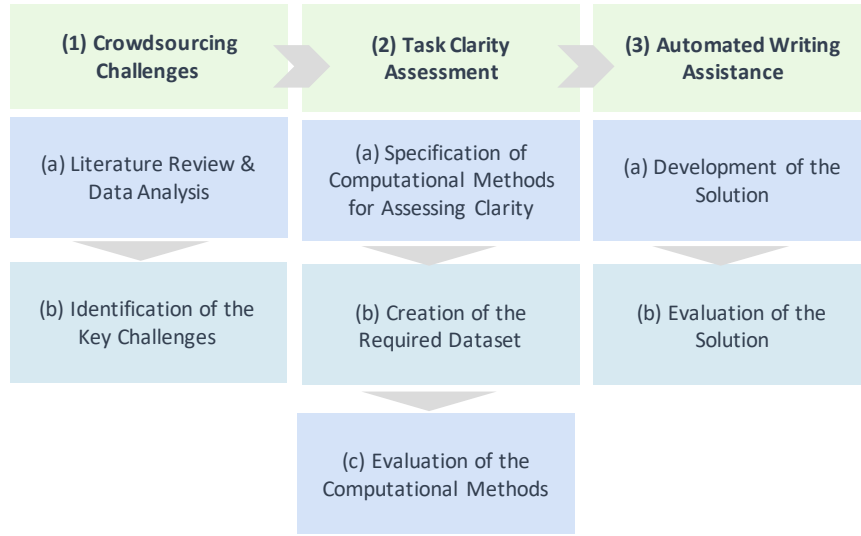 (1) Crowdsourcing
Challenges
(2) Task Clarity
Assessment
(3) Automated Writing
Assistance
(a) Literature Review &
Data Analysis
(a) Specification of
Computational Methods
for Assessing Clarity
(a) Development of the
Solution
(b) Identification of the
Key Challenges
(b) Creation of the
Required Dataset
(b) Evaluation of the
Solution
(c) Evaluation of the
Computational Methods